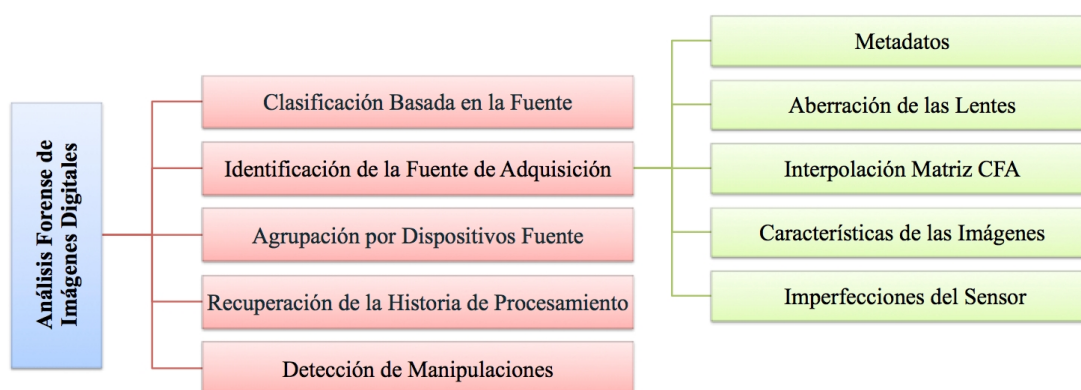 Análisis Forense de
Imágenes Digitales
Clasificación Basada en la Fuente
Identificación de la Fuente de Adquisición
Agrupación por Dispositivos Fuente
Recuperación de la Historia de Procesamiento
Detección de Manipulaciones
Metadatos
Aberración de las Lentes
Interpolación Matriz CFA
Características de las Imágenes
Imperfecciones del Sensor